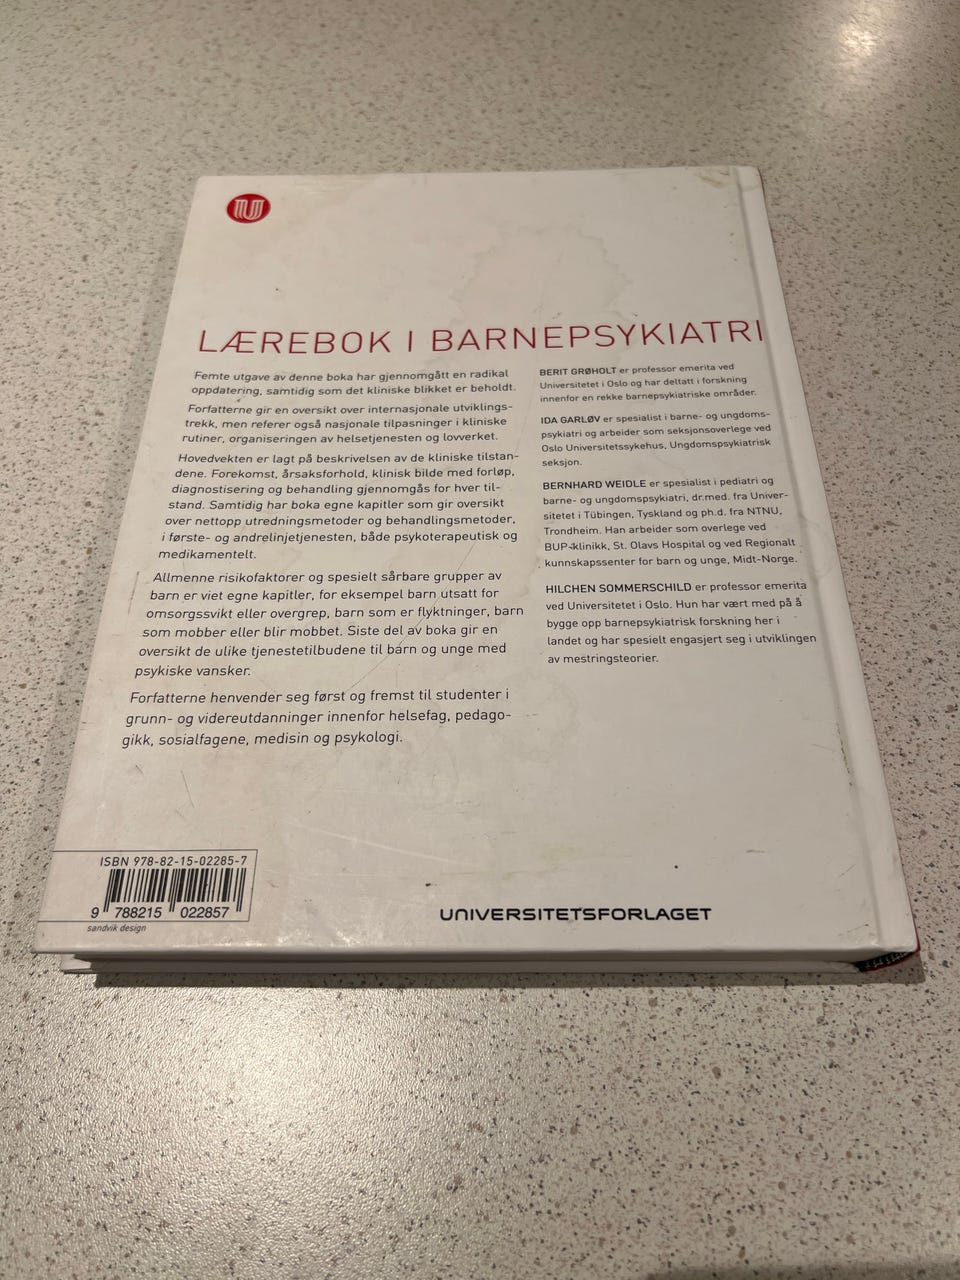 U
LÆREBOK I BARNEPSYKIATRI
Femte utgave av denne boka har gjennomgått en radikal
oppdatering, samtidig som det kliniske blikket er beholdt.
Forfatterne gir en oversikt over internasjonale utviklings-
trekk, men referer også nasjonale tilpasninger i kliniske
rutiner, organiseringen av helsetjenesten og lovverket.
Hovedvekten er lagt på beskrivelsen av de kliniske tilstan-
dene. Forekomst, årsaksforhold, klinisk bilde med forløp,
diagnostisering og behandling gjennomgås for hver til-
stand. Samtidig har boka egne kapitler som gir oversikt
over nettopp utredningsmetoder og behandlingsmetoder,
i første- og andrelinjetjenesten, både psykoterapeutisk og
medikamentelt.
Allmenne risikofaktorer og spesielt sårbare grupper av
barn er viet egne kapitler, for eksempel barn utsatt for
omsorgssvikt eller overgrep, barn som er flyktninger, barn
som mobber eller blir mobbet. Siste del av boka gir en
oversikt de ulike tjenestetilbudene til barn og unge med
psykiske vansker.
Forfatterne henvender seg først og fremst til studenter i
grunn- og videreutdanninger innenfor helsefag, pedago-
gikk, sosialfagene, medisin og psykologi.
BERIT GRØHOLT er professor emerita ved
Universitetet i Oslo og har deltatt i forskning
innenfor en rekke barnepsykiatriske områder.
IDA GARLØV er spesialist i barne- og ungdoms-
psykiatri og arbeider som seksjonsoverlege ved
Oslo Universitetssykehus, Ungdomspsykiatrisk
seksjon.
BERNHARD WEIDLE er spesialist i pediatri og
barne- og ungdomspsykiatri, dr.med. fra Univer-
sitetet i Tübingen, Tyskland og ph.d. fra NTNU,
Trondheim. Han arbeider som overlege ved
BUP-klinikk, St. Olavs Hospital og ved Regionalt
kunnskapssenter for barn og unge, Midt-Norge.
HILCHEN SOMMERSCHILD er professor emerita
ved Universitetet i Oslo. Hun har vært med på å
bygge opp barnepsykiatrisk forskning her i
landet og har spesielt engasjert seg i utviklingen
av mestringsteorier.
ISBN 978-82-15-02285-7
9 788215 022857
sandvik design
UNIVERSITETSFORLAGET